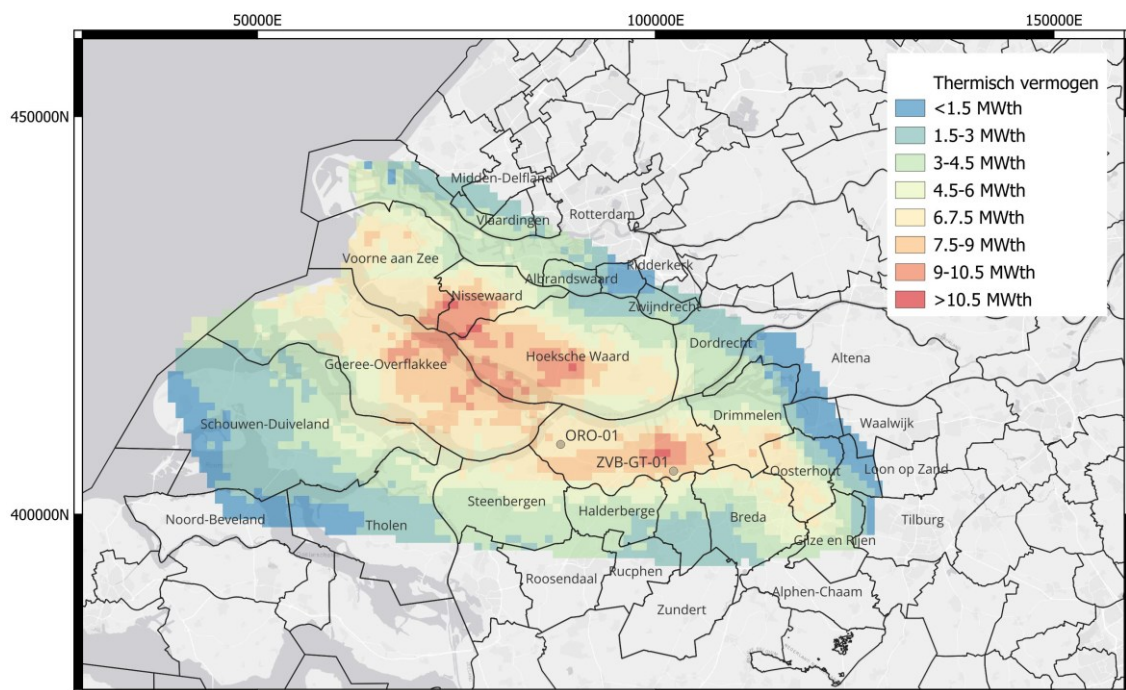 50000E
100000E
150000E
450000N
400000N
Thermisch vermogen
<1.5 MWth
1.5-3 MWth
3-4.5 MWth
4.5-6 MWth
6.7.5 MWth
7.5-9 MWth
9-10.5 MWth
>10.5 MWth
Midden-Delfland
Vlaardingen
Rotterdam
Voorne aan Zee
Albrandswaard
Ridderkerk
Nissewaard
Zwijndrecht
Dordrecht
Goeree-Overflakkee
Hoeksche Waard
Altena
Schouwen-Duiveland
Drimmelen
Waalwijk
ORO-01
ZVB-GT-01
Oosterhout
Loon op Zand
Noord-Beveland
Tholen
Steenbergen
Halderberge
Breda
Tilburg
Gilze en Rijen
Roosendaal
Rucphen
Zundert
Alphen-Chaam